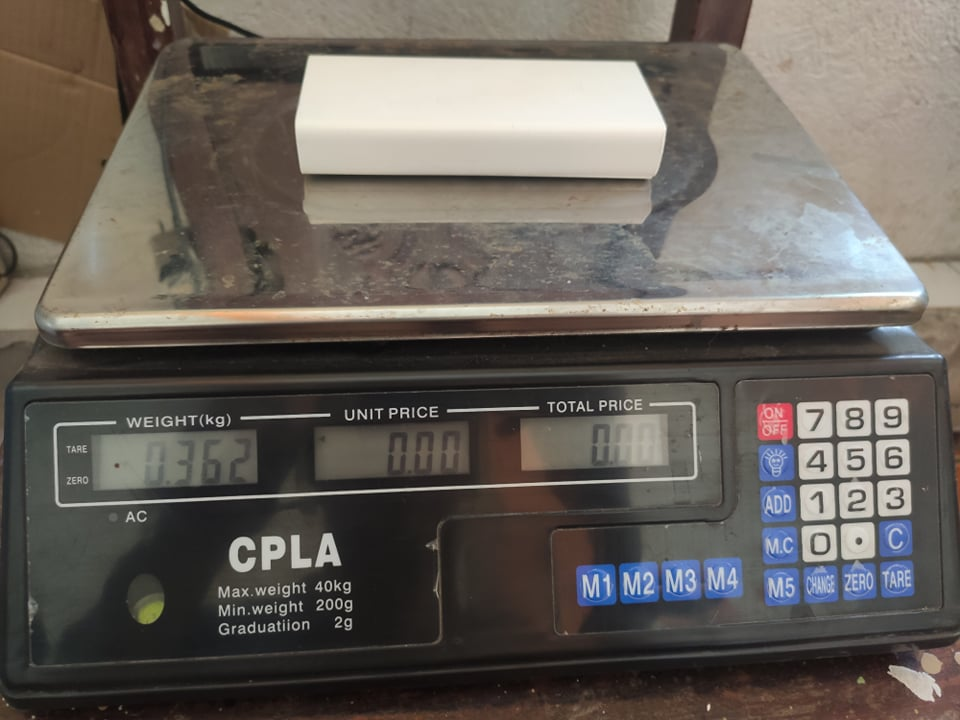 WEIGHT(kg) UNIT PRICE TOTAL PRICE
TARE
ZERO
0.362 0.00 0.00
AC
CPLA
Max.weight 40kg
Min.weight 200g
Graduatiion 2g
ON OFF 7 8 9
4 5 6
ADD 1 2 3
M.C 0 . C
M1 M2 M3 M4 M5 CHANGE ZERO TARE